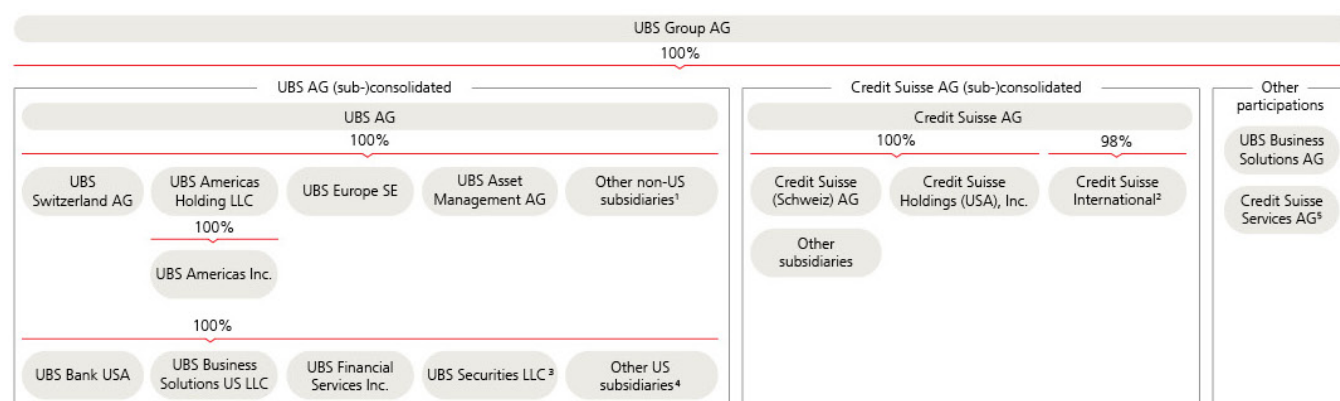 UBS Group AG
100%
UBS AG (sub-)consolidated
UBS AG
100%
UBS
Switzerland AG
UBS Americas
Holding LLC
UBS Europe SE
UBS Asset
Management AG
Other non-US
subsidiaries¹
100%
UBS Americas Inc.
100%
UBS Bank USA
UBS Business
Solutions US LLC
UBS Financial
Services Inc.
UBS Securities LLC³
Other US
subsidiaries⁴
Credit Suisse AG (sub-)consolidated
Credit Suisse AG
100%
98%
Credit Suisse
(Schweiz) AG
Credit Suisse
Holdings (USA), Inc.
Credit Suisse
International²
Other
subsidiaries
Other
participations
UBS Business
Solutions AG
Credit Suisse
Services AG⁵